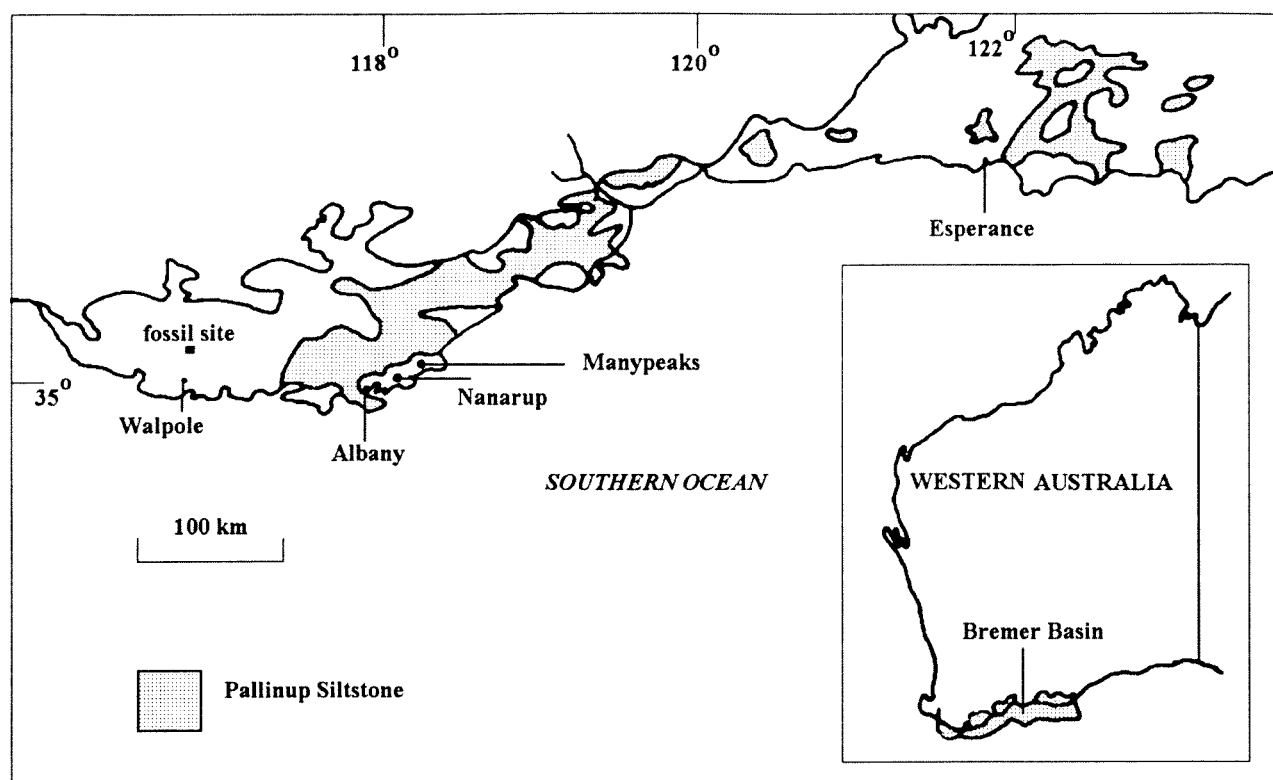 118°
120°
122°
Esperance
fossil site
Manypeaks
35°
Nanarup
Walpole
Albany
SOUTHERN OCEAN
WESTERN AUSTRALIA
100 km
Bremer Basin
Pallinup Siltstone